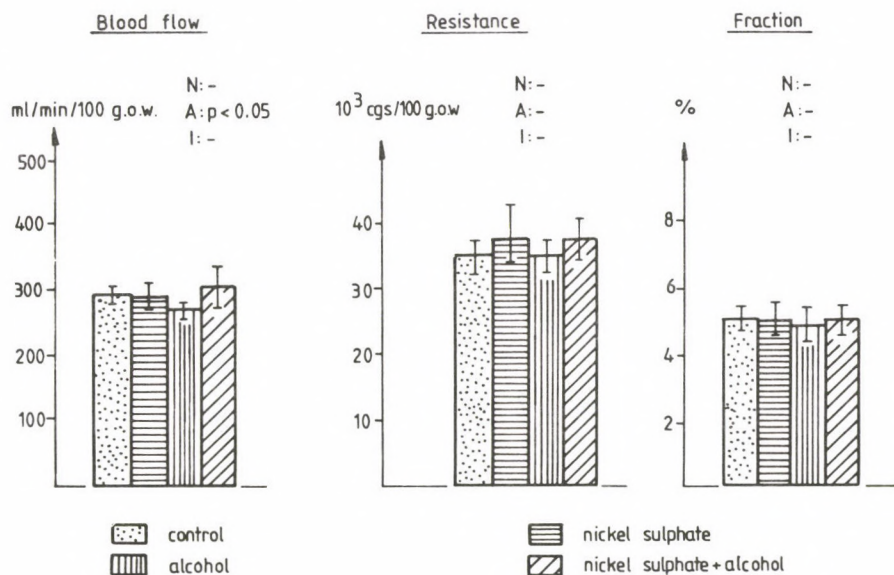 Blood flow
Resistance
Fraction
N: -
ml/min/100 g.o.w. A: p < 0.05
I: -
N: -
10³ cgs/100 g.o.w A: -
I: -
N: -
% A: -
I: -
500
400
300
200
100
40
30
20
10
8
6
4
2
control
nickel sulphate
alcohol
nickel sulphate + alcohol